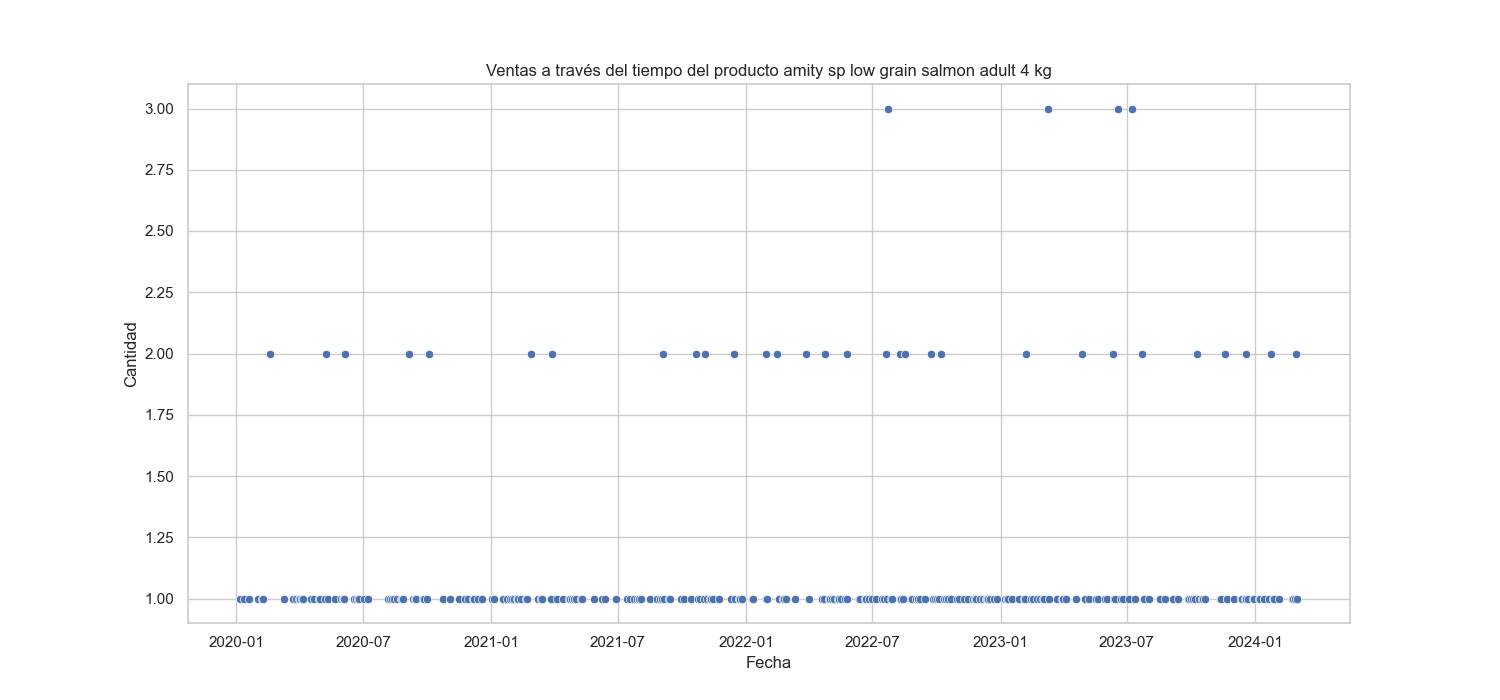 Ventas a través del tiempo del producto amity sp low grain salmon adult 4 kg
3.00
2.75
2.50
2.25
2.00
1.75
1.50
1.25
1.00
Cantidad
2020-01 2020-07 2021-01 2021-07 2022-01 2022-07 2023-01 2023-07 2024-01
Fecha